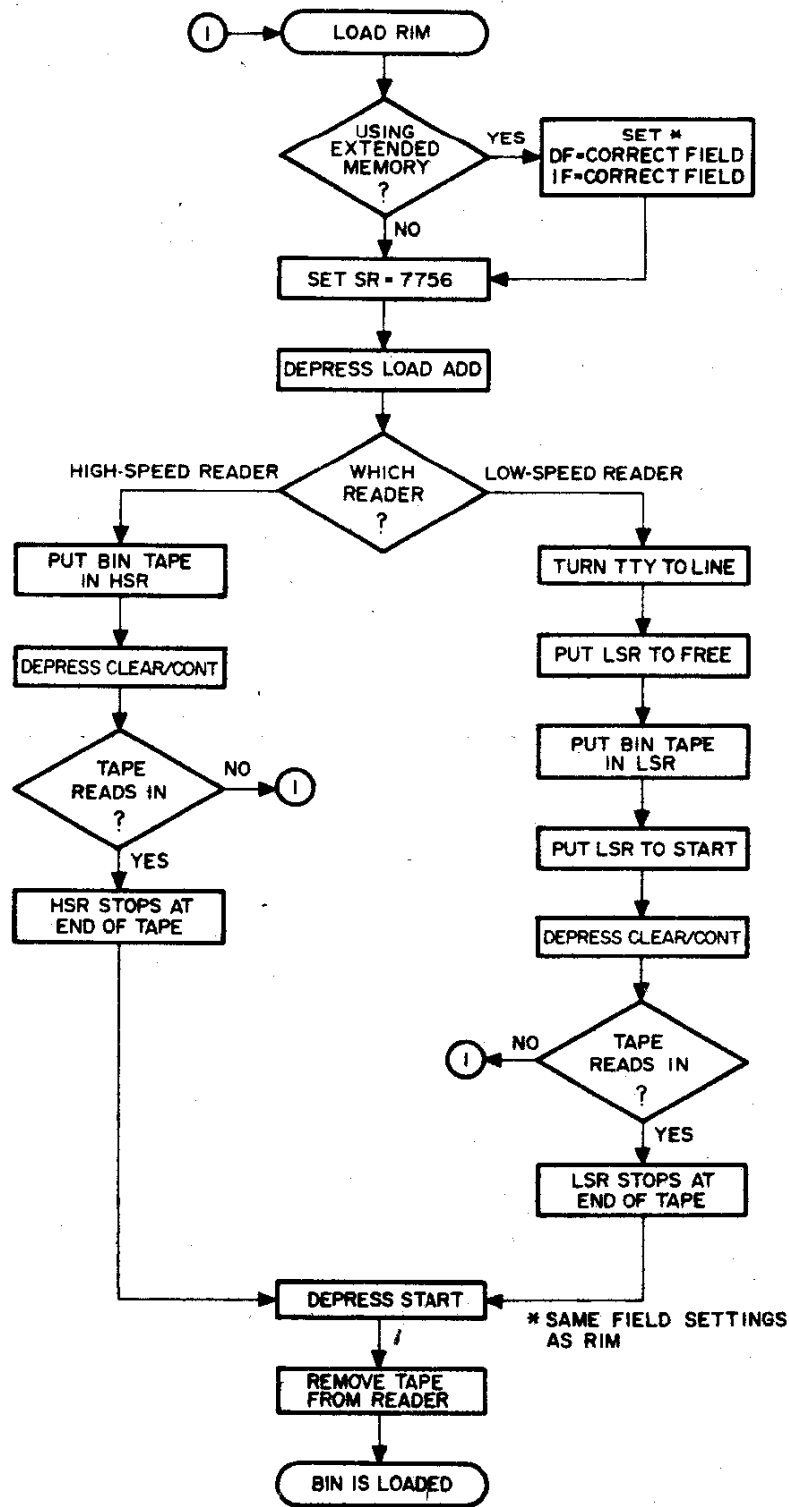 I
LOAD RIM
USING
EXTENDED
MEMORY
?
YES
SET *
DF=CORRECT FIELD
IF=CORRECT FIELD
NO
SET SR = 7756
DEPRESS LOAD ADD
HIGH-SPEED READER
WHICH
READER
?
LOW-SPEED READER
PUT BIN TAPE
IN HSR
DEPRESS CLEAR/CONT
TAPE
READS IN
?
NO
I
YES
HSR STOPS AT
END OF TAPE
TURN TTY TO LINE
PUT LSR TO FREE
PUT BIN TAPE
IN LSR
PUT LSR TO START
DEPRESS CLEAR/CONT
TAPE
READS IN
?
NO
I
YES
LSR STOPS AT
END OF TAPE
DEPRESS START
* SAME FIELD SETTINGS
AS RIM
REMOVE TAPE
FROM READER
BIN IS LOADED